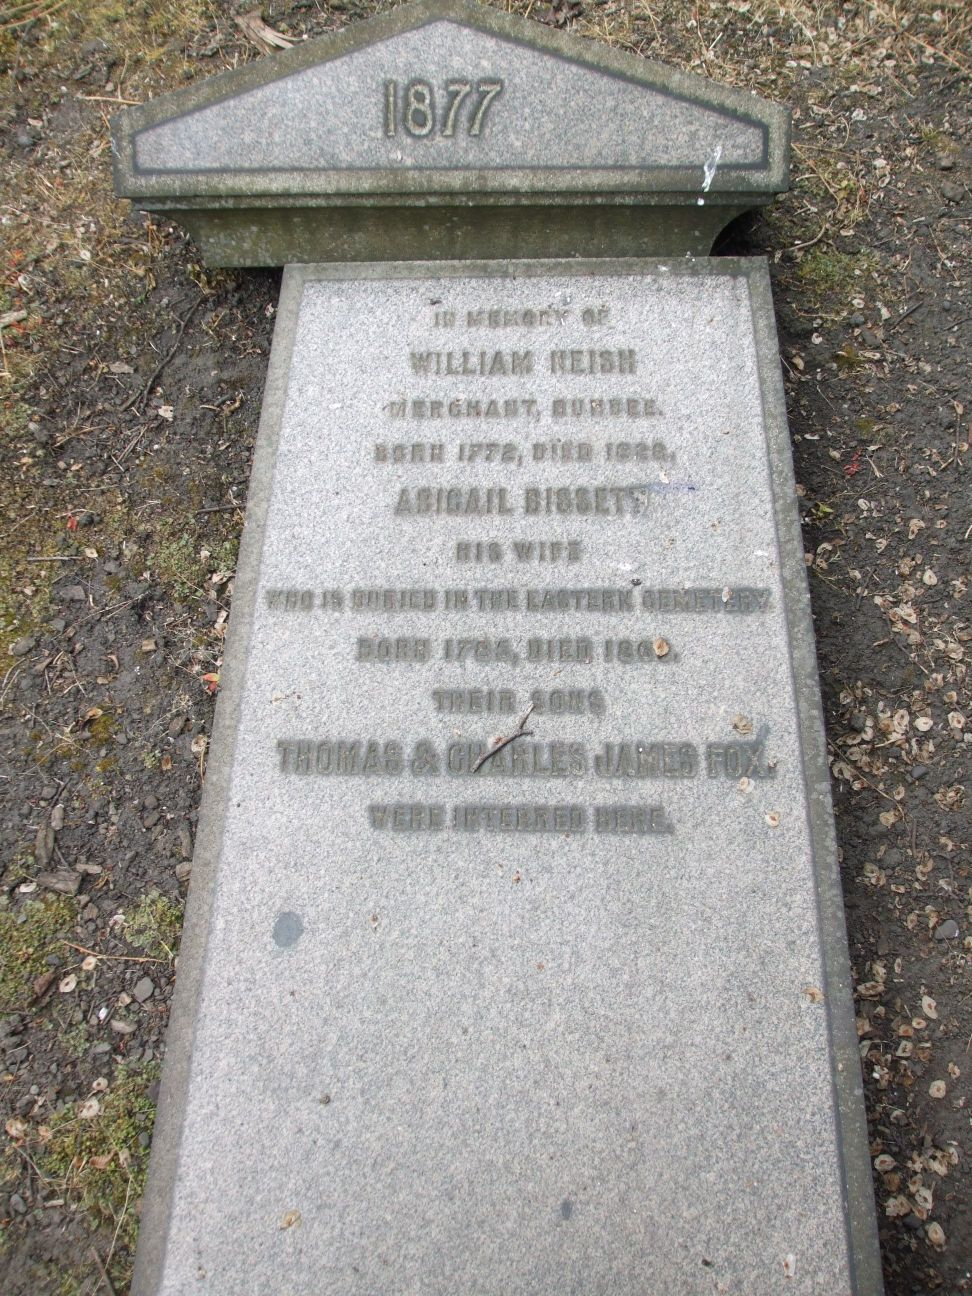 1877
IN MEMORY OF
WILLIAM NEISH
MERCHANT, DUNDEE.
BORN 1772, DIED
ABIGAIL BISSETT
HIS WIFE
WHO IS BURIED IN THE EASTERN CEMETERY.
BORN DIED
THEIR SONS
THOMAS & CHARLES JAMES FOX.
WERE INTERRED HERE.